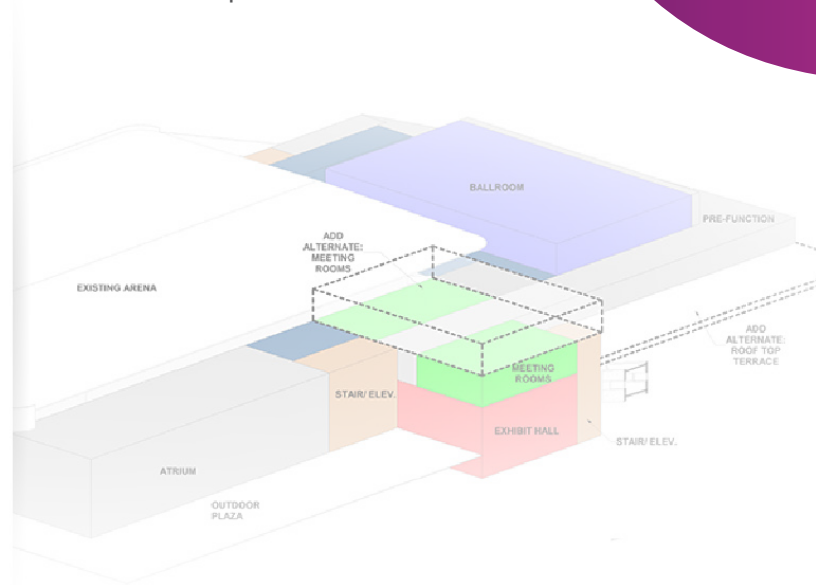 BALLROOM
PRE-FUNCTION
ADD
ALTERNATE:
MEETING
ROOMS
EXISTING ARENA
ADD
ALTERNATE:
ROOF TOP
TERRACE
MEETING
ROOMS
STAIR/ ELEV.
EXHIBIT HALL
STAIR/ ELEV.
ATRIUM
OUTDOOR
PLAZA